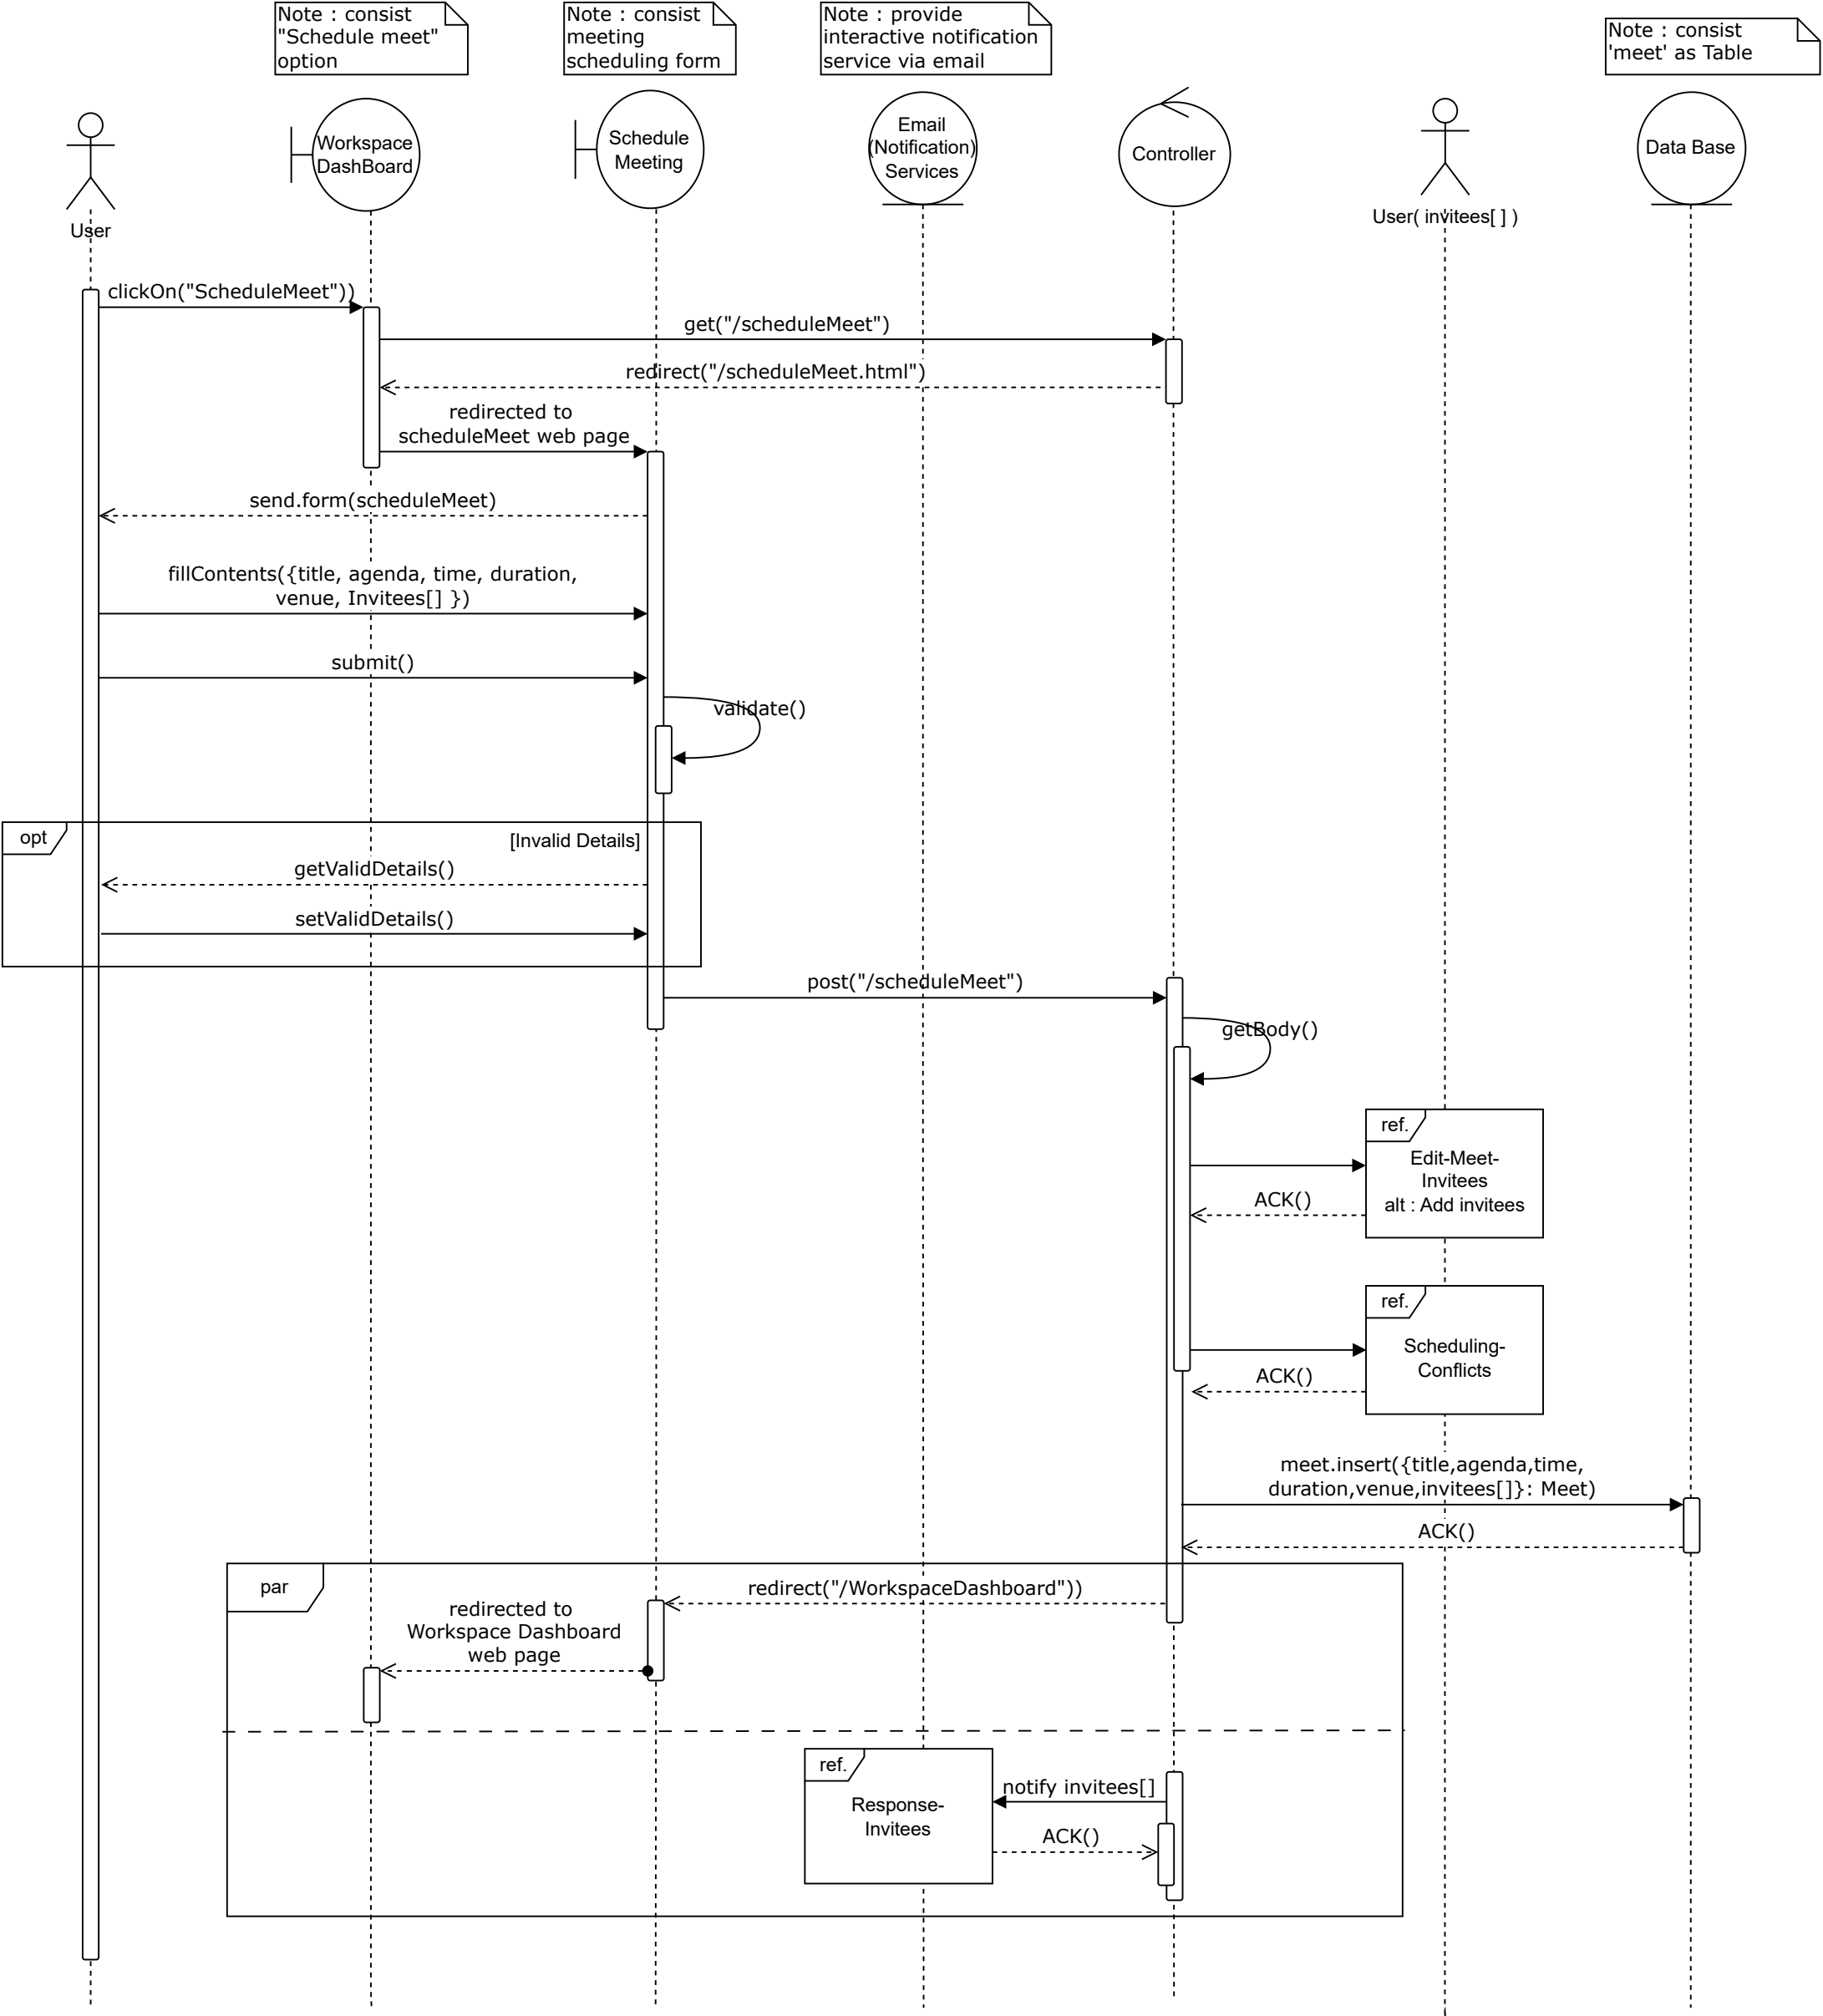 Note : consist
"Schedule meet"
option
Note : consist
meeting
scheduling form
Note : provide
interactive notification
service via email
Note : consist
'meet' as Table
User
Workspace
DashBoard
Schedule
Meeting
Email
(Notification)
Services
Controller
User( invitees[ ] )
Data Base
clickOn("ScheduleMeet"))
get("/scheduleMeet")
redirect("/scheduleMeet.html")
redirected to
scheduleMeet web page
send.form(scheduleMeet)
fillContents({title, agenda, time, duration,
venue, Invitees[] })
submit()
validate()
opt
[Invalid Details]
getValidDetails()
setValidDetails()
post("/scheduleMeet")
getBody()
ref.
Edit-Meet-
Invitees
alt : Add invitees
ACK()
ref.
Scheduling-
Conflicts
ACK()
meet.insert({title,agenda,time,
duration,venue,invitees[]}: Meet)
ACK()
par
redirect("/WorkspaceDashboard"))
redirected to
Workspace Dashboard
web page
ref.
Response-
Invitees
notify invitees[]
ACK()